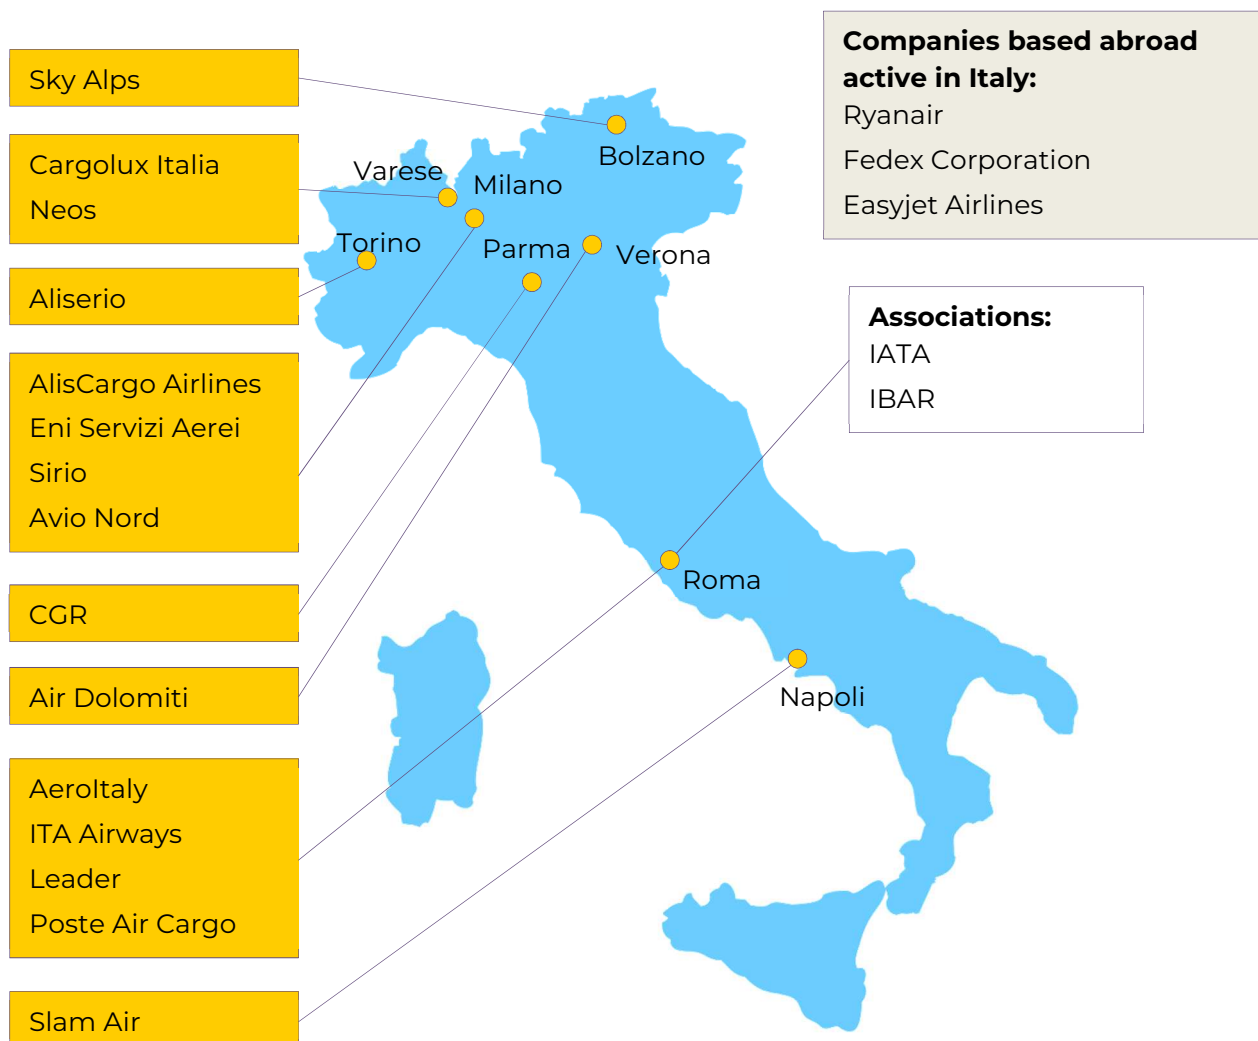 Sky Alps
Cargolux Italia
Neos
Aliserio
AlisCargo Airlines
Eni Servizi Aerei
Sirio
Avio Nord
CGR
Air Dolomiti
AeroItaly
ITA Airways
Leader
Poste Air Cargo
Slam Air
Bolzano
Varese
Milano
Torino
Parma
Verona
Roma
Napoli
Companies based abroad
active in Italy:
Ryanair
Fedex Corporation
Easyjet Airlines
Associations:
IATA
IBAR